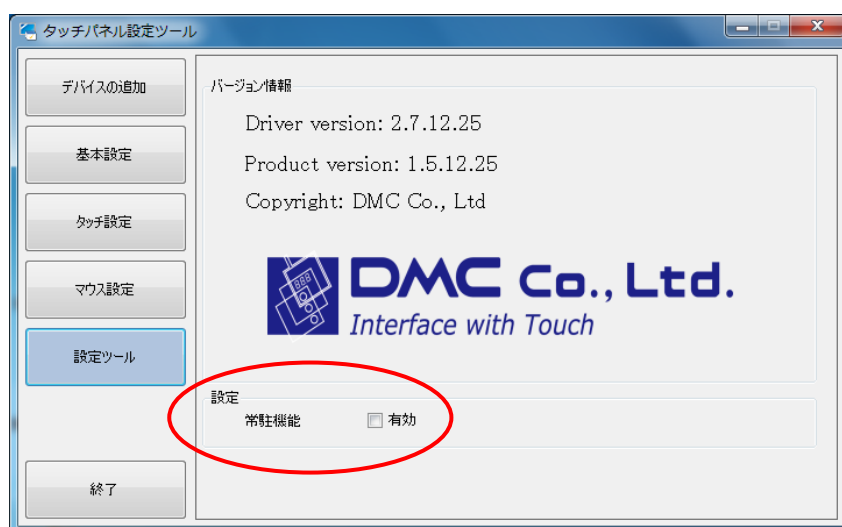 タッチパネル設定ツール
デバイスの追加
基本設定
タッチ設定
マウス設定
設定ツール
終了
バージョン情報
Driver version: 2.7.12.25
Product version: 1.5.12.25
Copyright: DMC Co., Ltd
DMC Co., Ltd.
Interface with Touch
設定
常駐機能 有効